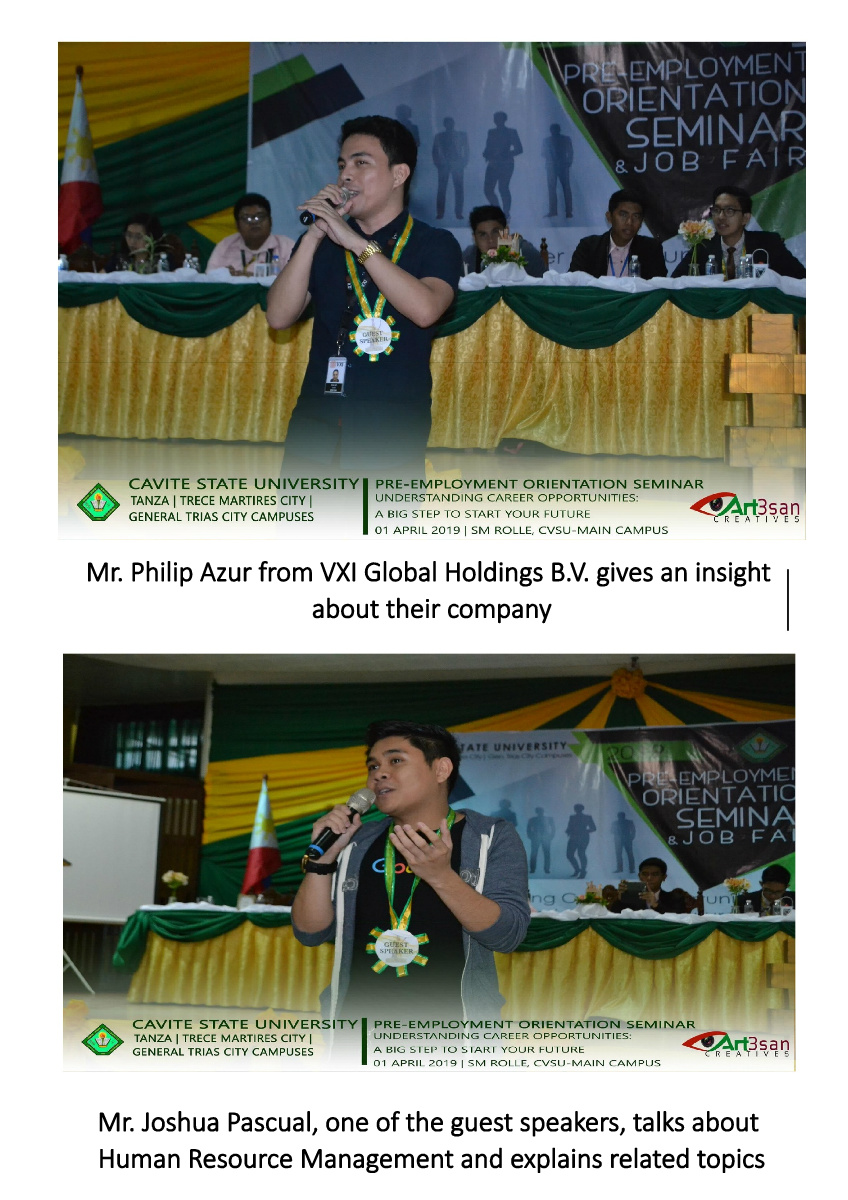 PRE-EMPLOYMENT
ORIENTATION
SEMINAR
& JOB FAIR
GUEST
SPEAKER
CAVITE STATE UNIVERSITY
TANZA | TRECE MARTIRES CITY |
GENERAL TRIAS CITY CAMPUSES
PRE-EMPLOYMENT ORIENTATION SEMINAR
UNDERSTANDING CAREER OPPORTUNITIES:
A BIG STEP TO START YOUR FUTURE
01 APRIL 2019 | SM ROLLE, CVSU-MAIN CAMPUS
Art3san
CREATIVES
Mr. Philip Azur from VXI Global Holdings B.V. gives an insight
about their company
STATE UNIVERSITY
PRE-EMPLOYME
ORIENTATIO
SEMINA
& JOB FAI
GUEST
SPEAKER
CAVITE STATE UNIVERSITY
TANZA | TRECE MARTIRES CITY |
GENERAL TRIAS CITY CAMPUSES
PRE-EMPLOYMENT ORIENTATION SEMINAR
UNDERSTANDING CAREER OPPORTUNITIES:
A BIG STEP TO START YOUR FUTURE
01 APRIL 2019 | SM ROLLE, CVSU-MAIN CAMPUS
Art3san
CREATIVES
Mr. Joshua Pascual, one of the guest speakers, talks about
Human Resource Management and explains related topics